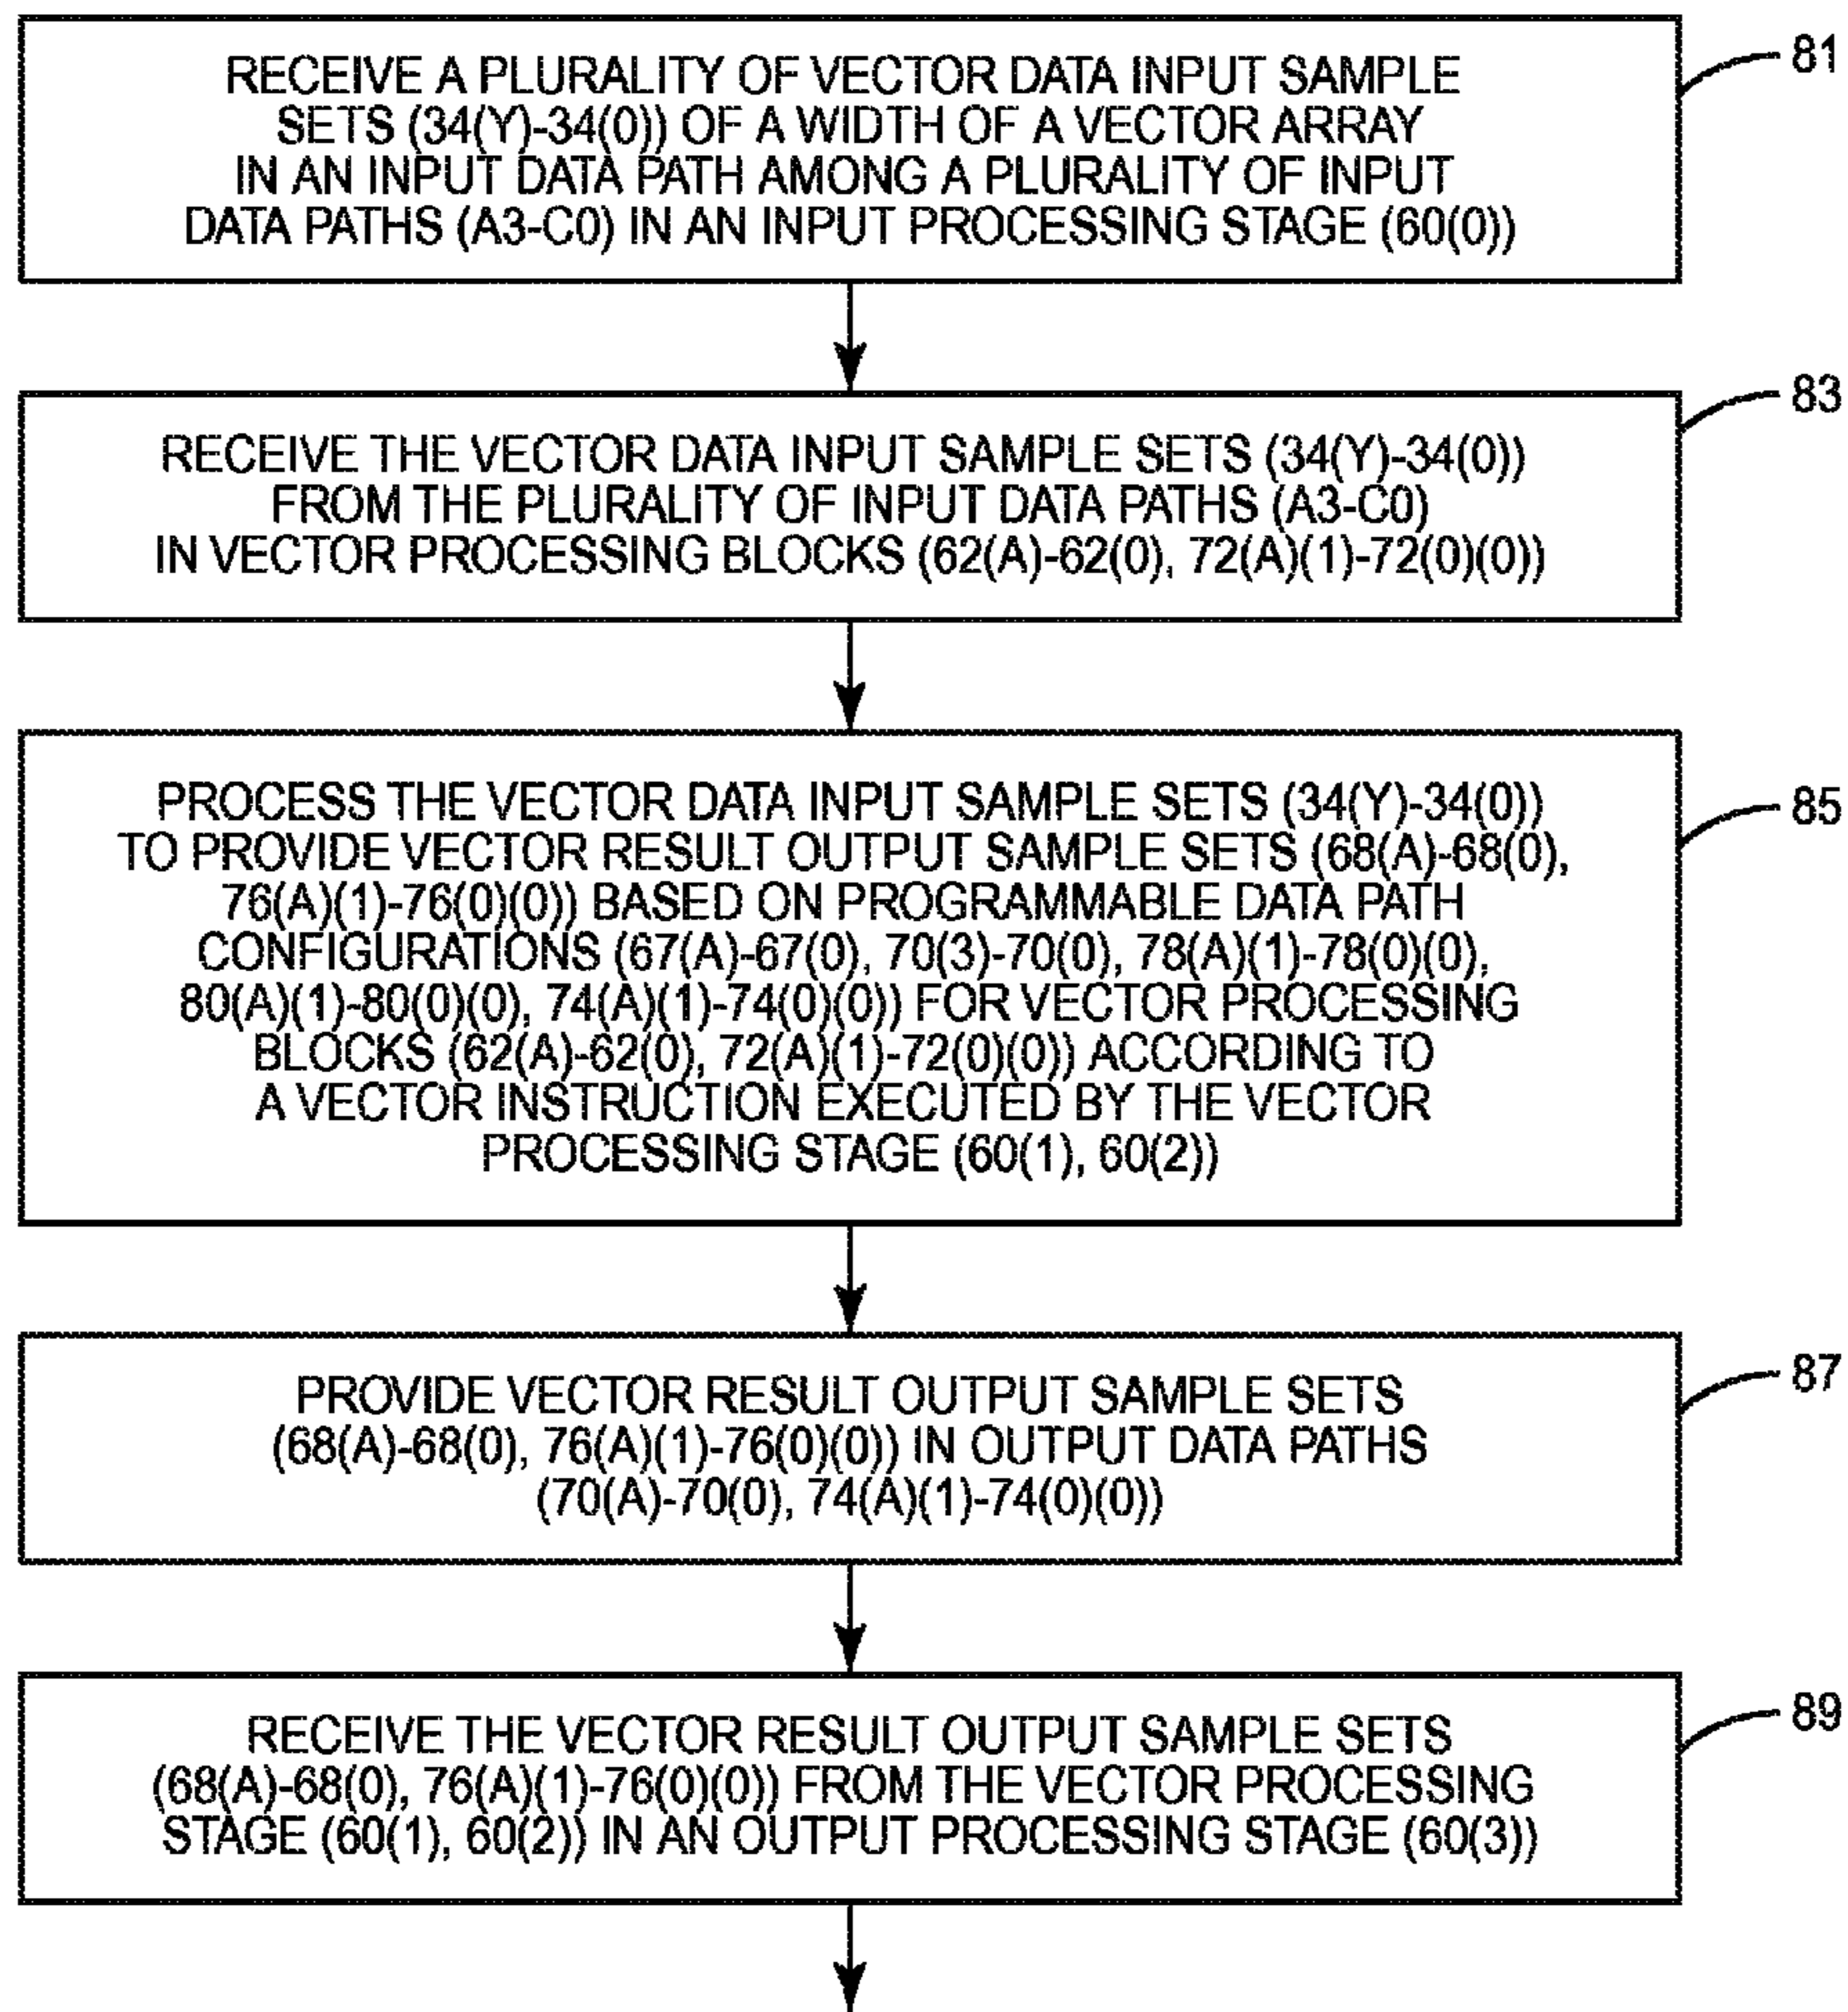 RECEIVE A PLURALITY OF VECTOR DATA INPUT SAMPLE
SETS (34(Y)-34(0)) OF A WIDTH OF A VECTOR ARRAY
IN AN INPUT DATA PATH AMONG A PLURALITY OF INPUT
DATA PATHS (A3-C0) IN AN INPUT PROCESSING STAGE (60(0))
81
RECEIVE THE VECTOR DATA INPUT SAMPLE SETS (34(Y)-34(0))
FROM THE PLURALITY OF INPUT DATA PATHS (A3-C0)
IN VECTOR PROCESSING BLOCKS (62(A)-62(0), 72(A)(1)-72(0)(0))
83
PROCESS THE VECTOR DATA INPUT SAMPLE SETS (34(Y)-34(0))
TO PROVIDE VECTOR RESULT OUTPUT SAMPLE SETS (68(A)-68(0),
76(A)(1)-76(0)(0)) BASED ON PROGRAMMABLE DATA PATH
CONFIGURATIONS (67(A)-67(0), 70(3)-70(0), 78(A)(1)-78(0)(0),
80(A)(1)-80(0)(0), 74(A)(1)-74(0)(0)) FOR VECTOR PROCESSING
BLOCKS (62(A)-62(0), 72(A)(1)-72(0)(0)) ACCORDING TO
A VECTOR INSTRUCTION EXECUTED BY THE VECTOR
PROCESSING STAGE (60(1), 60(2))
85
PROVIDE VECTOR RESULT OUTPUT SAMPLE SETS
(68(A)-68(0), 76(A)(1)-76(0)(0)) IN OUTPUT DATA PATHS
(70(A)-70(0), 74(A)(1)-74(0)(0))
87
RECEIVE THE VECTOR RESULT OUTPUT SAMPLE SETS
(68(A)-68(0), 76(A)(1)-76(0)(0)) FROM THE VECTOR PROCESSING
STAGE (60(1), 60(2)) IN AN OUTPUT PROCESSING STAGE (60(3))
89